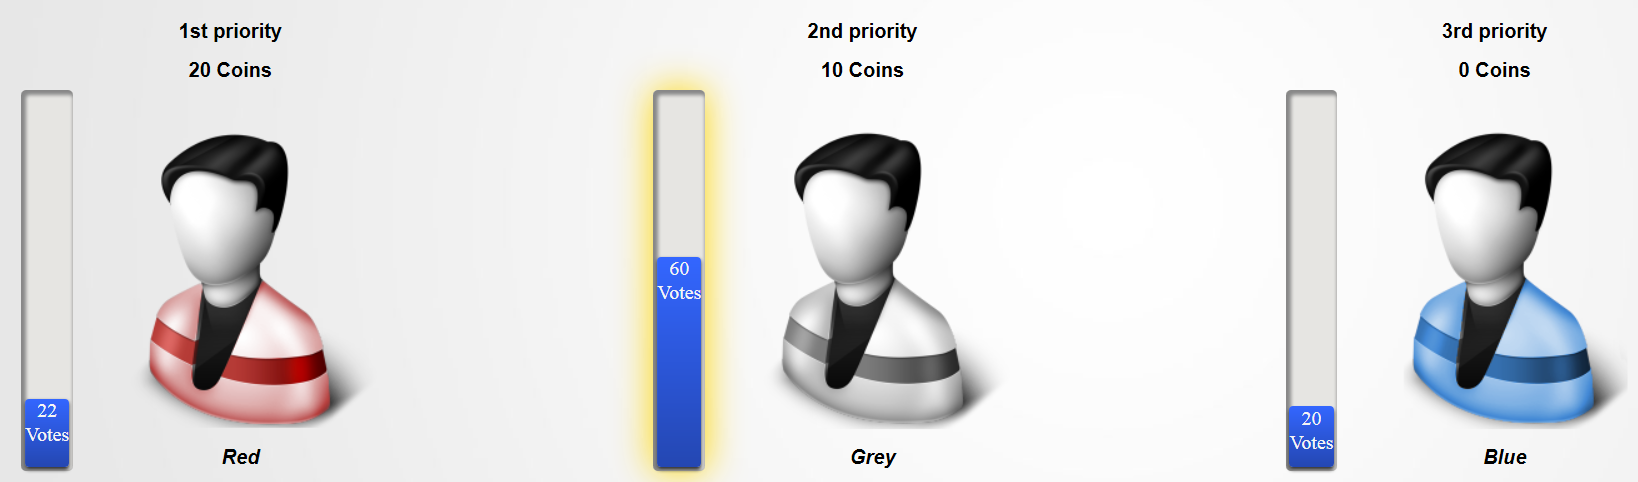 1st priority
20 Coins
22
Votes
Red
2nd priority
10 Coins
60
Votes
Grey
3rd priority
0 Coins
20
Votes
Blue